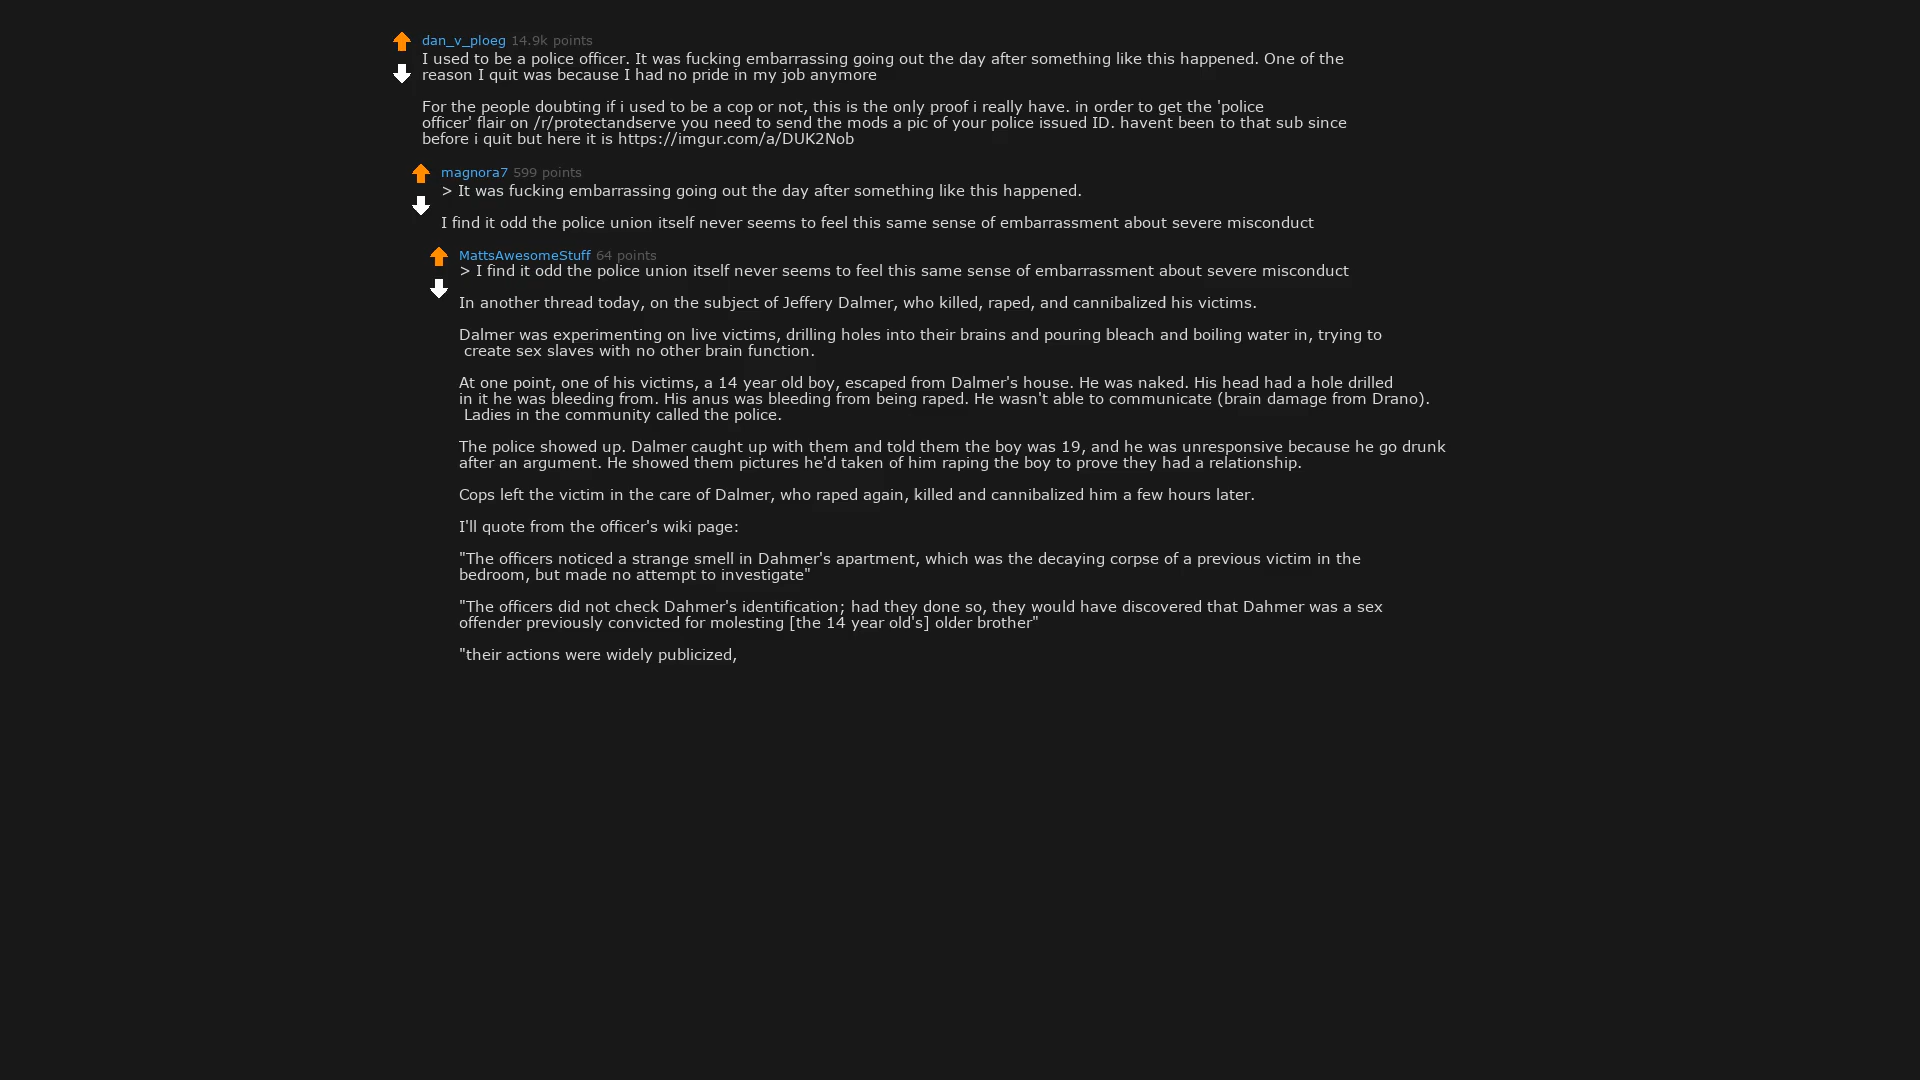 dan_v_ploeg 14.9k points
I used to be a police officer. It was fucking embarrassing going out the day after something like this happened. One of the
reason I quit was because I had no pride in my job anymore
For the people doubting if i used to be a cop or not, this is the only proof i really have. in order to get the 'police
officer' flair on /r/protectandserve you need to send the mods a pic of your police issued ID. havent been to that sub since
before i quit but here it is https://imgur.com/a/DUK2Nob
magnora7 599 points
> It was fucking embarrassing going out the day after something like this happened.
I find it odd the police union itself never seems to feel this same sense of embarrassment about severe misconduct
MattsAwesomeStuff 64 points
> I find it odd the police union itself never seems to feel this same sense of embarrassment about severe misconduct
In another thread today, on the subject of Jeffery Dalmer, who killed, raped, and cannibalized his victims.
Dalmer was experimenting on live victims, drilling holes into their brains and pouring bleach and boiling water in, trying to
create sex slaves with no other brain function.
At one point, one of his victims, a 14 year old boy, escaped from Dalmer's house. He was naked. His head had a hole drilled
in it he was bleeding from. His anus was bleeding from being raped. He wasn't able to communicate (brain damage from Drano).
Ladies in the community called the police.
The police showed up. Dalmer caught up with them and told them the boy was 19, and he was unresponsive because he go drunk
after an argument. He showed them pictures he'd taken of him raping the boy to prove they had a relationship.
Cops left the victim in the care of Dalmer, who raped again, killed and cannibalized him a few hours later.
I'll quote from the officer's wiki page:
"The officers noticed a strange smell in Dahmer's apartment, which was the decaying corpse of a previous victim in the
bedroom, but made no attempt to investigate"
"The officers did not check Dahmer's identification; had they done so, they would have discovered that Dahmer was a sex
offender previously convicted for molesting [the 14 year old's] older brother"
"their actions were widely publicized,